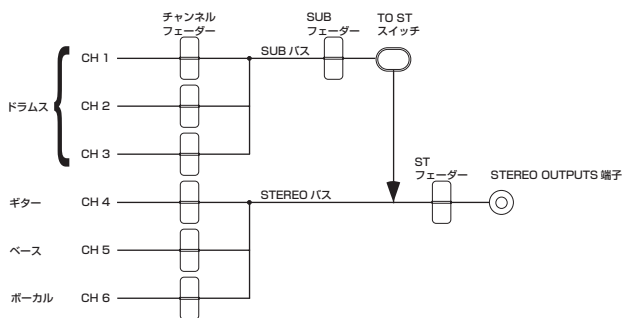 チャンネル
フェーダー
SUB
フェーダー
TO ST
スイッチ
CH 1
SUB バス
ドラムス
CH 2
CH 3
ST
フェーダー
STEREO OUTPUTS 端子
ギター
CH 4
STEREO バス
ベース
CH 5
ボーカル
CH 6